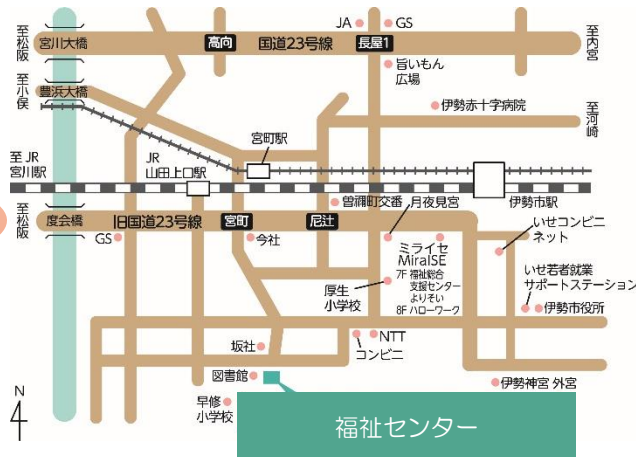 至松阪
宮川大橋
高向
国道23号線
JA
GS
長屋1
旨いもん
広場
至内宮
至小俣
豊浜大橋
伊勢赤十字病院
至河崎
宮町駅
至 JR
宮川駅
JR
山田上口駅
曽祢町交番
月夜見宮
伊勢市駅
至松阪
度会橋
旧国道23号線
宮町
尼辻
GS
今社
ミライセ
MiraISE
7F 福祉総合
支援センター
よりそい
8F ハローワーク
いせコンビニ
ネット
厚生
小学校
いせ若者就業
サポートステーション
伊勢市役所
坂社
コンビニ
NTT
図書館
早修
小学校
伊勢神宮 外宮
N
福祉センター